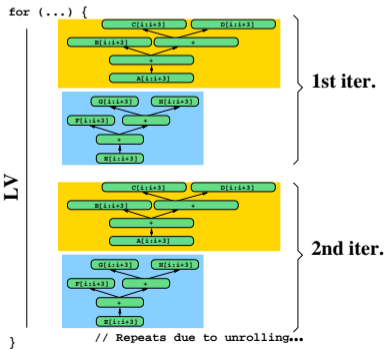 for (...) {
C[i:i+3] D[i:i+3]
B[i:i+3] +
+
A[i:i+3]
1st iter.
G[i:i+3] H[i:i+3]
F[i:i+3] +
+
E[i:i+3]
LV
C[i:i+3] D[i:i+3]
B[i:i+3] +
+
A[i:i+3]
2nd iter.
G[i:i+3] H[i:i+3]
F[i:i+3] +
+
E[i:i+3]
// Repeats due to unrolling...
}